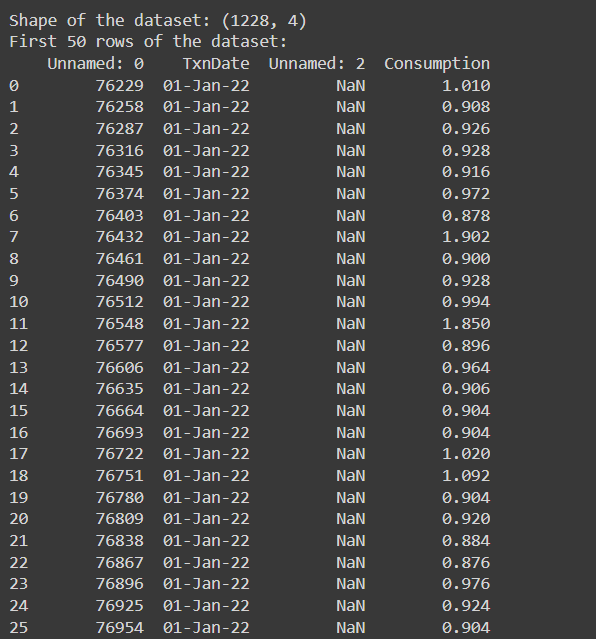 Shape of the dataset: (1228, 4)
First 50 rows of the dataset:
Unnamed: 0 TxnDate Unnamed: 2 Consumption
0 76229 01-Jan-22 NaN 1.010
1 76258 01-Jan-22 NaN 0.908
2 76287 01-Jan-22 NaN 0.926
3 76316 01-Jan-22 NaN 0.928
4 76345 01-Jan-22 NaN 0.916
5 76374 01-Jan-22 NaN 0.972
6 76403 01-Jan-22 NaN 0.878
7 76432 01-Jan-22 NaN 1.902
8 76461 01-Jan-22 NaN 0.900
9 76490 01-Jan-22 NaN 0.928
10 76512 01-Jan-22 NaN 0.994
11 76548 01-Jan-22 NaN 1.850
12 76577 01-Jan-22 NaN 0.896
13 76606 01-Jan-22 NaN 0.964
14 76635 01-Jan-22 NaN 0.906
15 76664 01-Jan-22 NaN 0.904
16 76693 01-Jan-22 NaN 0.904
17 76722 01-Jan-22 NaN 1.020
18 76751 01-Jan-22 NaN 1.092
19 76780 01-Jan-22 NaN 0.904
20 76809 01-Jan-22 NaN 0.920
21 76838 01-Jan-22 NaN 0.884
22 76867 01-Jan-22 NaN 0.876
23 76896 01-Jan-22 NaN 0.976
24 76925 01-Jan-22 NaN 0.924
25 76954 01-Jan-22 NaN 0.904